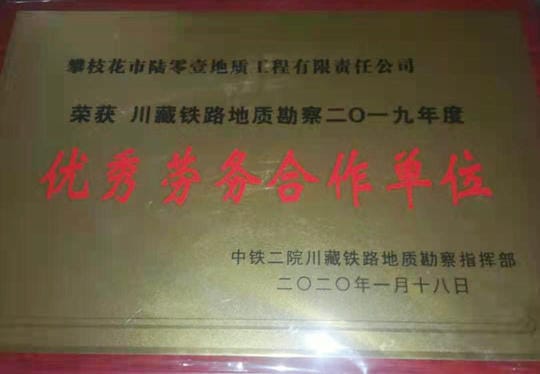 攀枝花市陆零壹地质工程有限责任公司
荣获 川藏铁路地质勘察二〇一九年度
优秀劳务合作单位
中铁二院川藏铁路地质勘察指挥部
二〇二〇年一月十八日